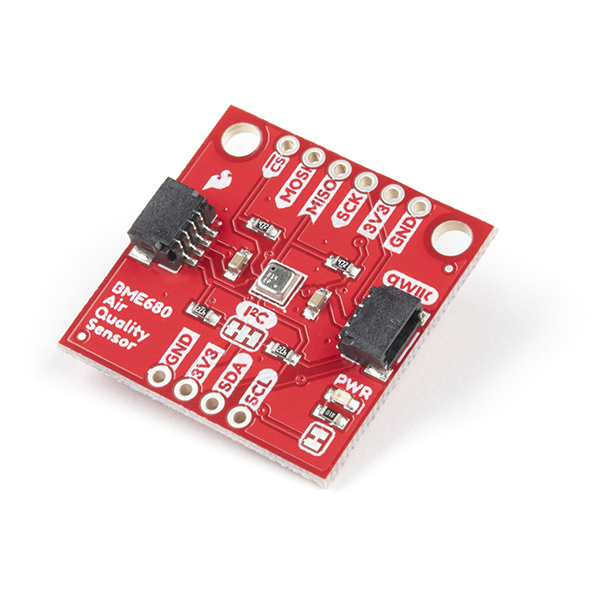 CS
MOSI
MISO
SCK
3V3
GND
qwiic
I2C
BME680
Air
Quality
Sensor
GND
3V3
SDA
SCL
PWR